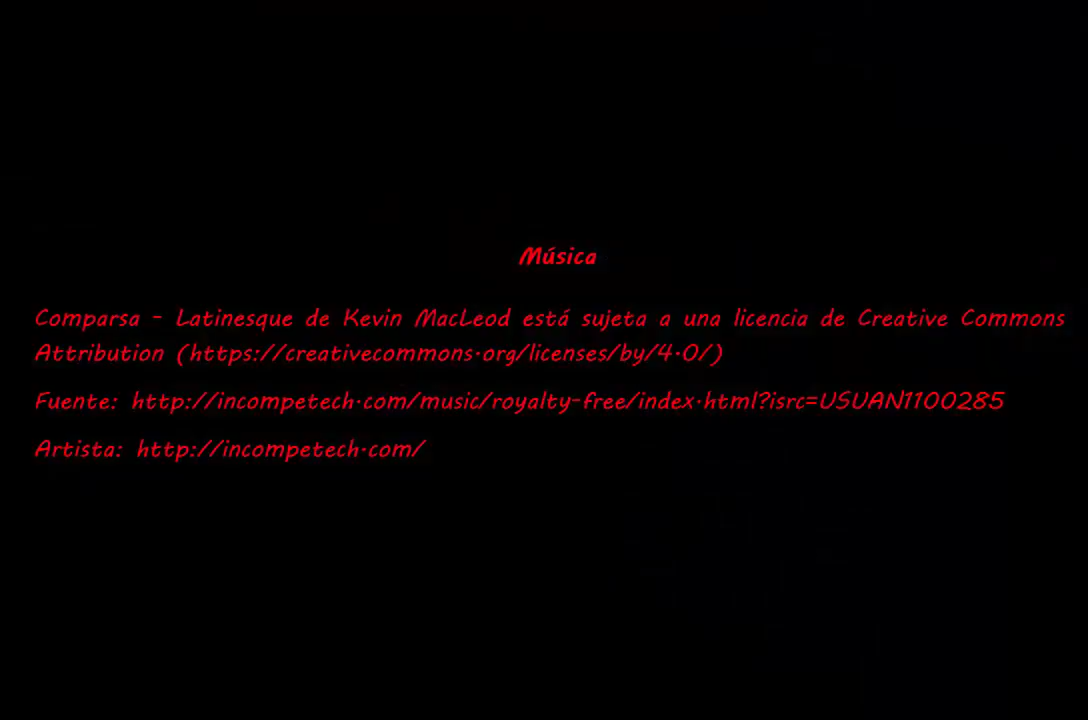 Música
Comparsa - Latinesque de Kevin MacLeod está sujeta a una licencia de Creative Commons
Attribution (https://creativecommons.org/licenses/by/4.0/)
Fuente: http://incompetech.com/music/royalty-free/index.html?isrc=USUAN1100285
Artista: http://incompetech.com/